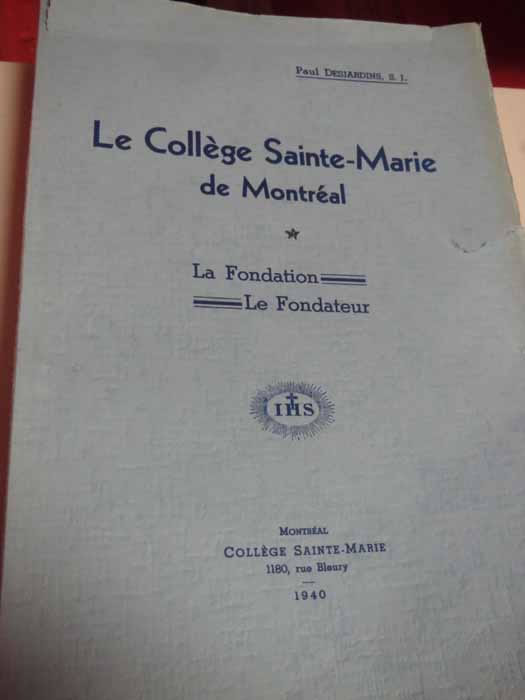 Paul DESJARDINS, S. J.
Le Collège Sainte-Marie
de Montréal
La Fondation
Le Fondateur
IHS
MONTRÉAL
COLLÈGE SAINTE-MARIE
1180, rue Bleury
1940